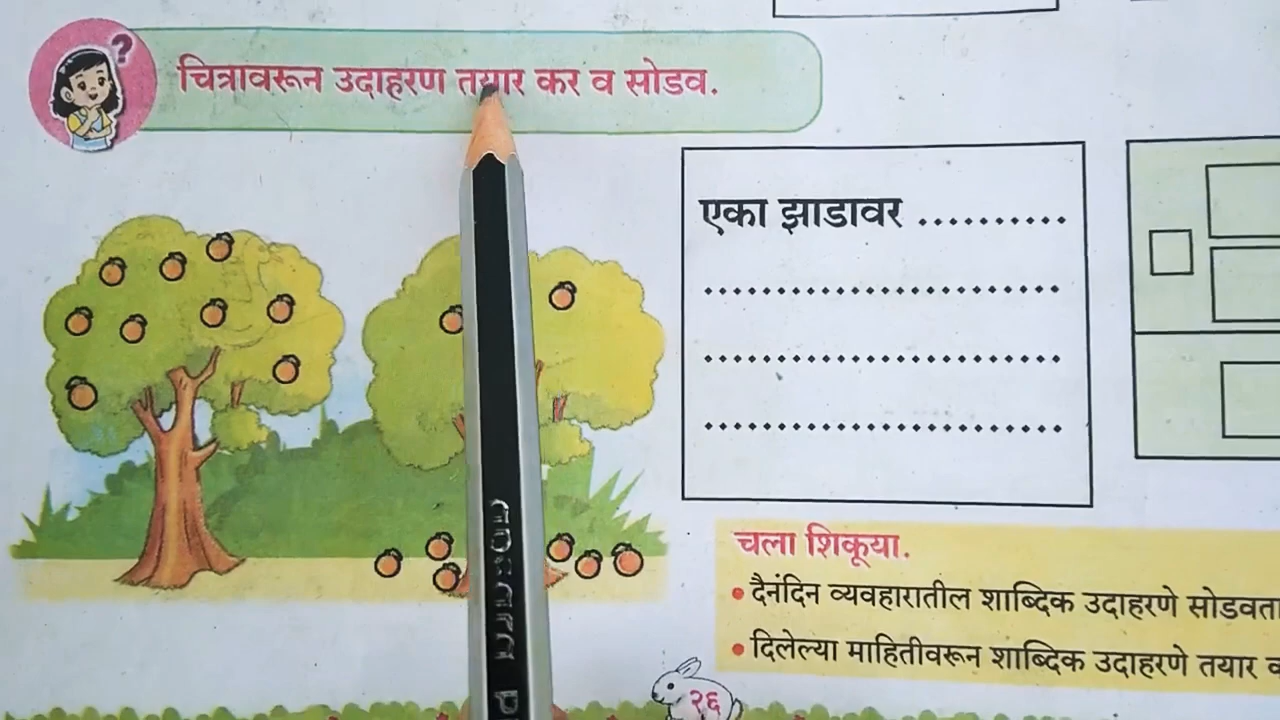 ?
चित्रावरून उदाहरण तयार कर व सोडव.
एका झाडावर ..........
चला शिकूया.
• दैनंदिन व्यवहारातील शाब्दिक उदाहरणे सोडवता
• दिलेल्या माहितीवरून शाब्दिक उदाहरणे तयार क
२६